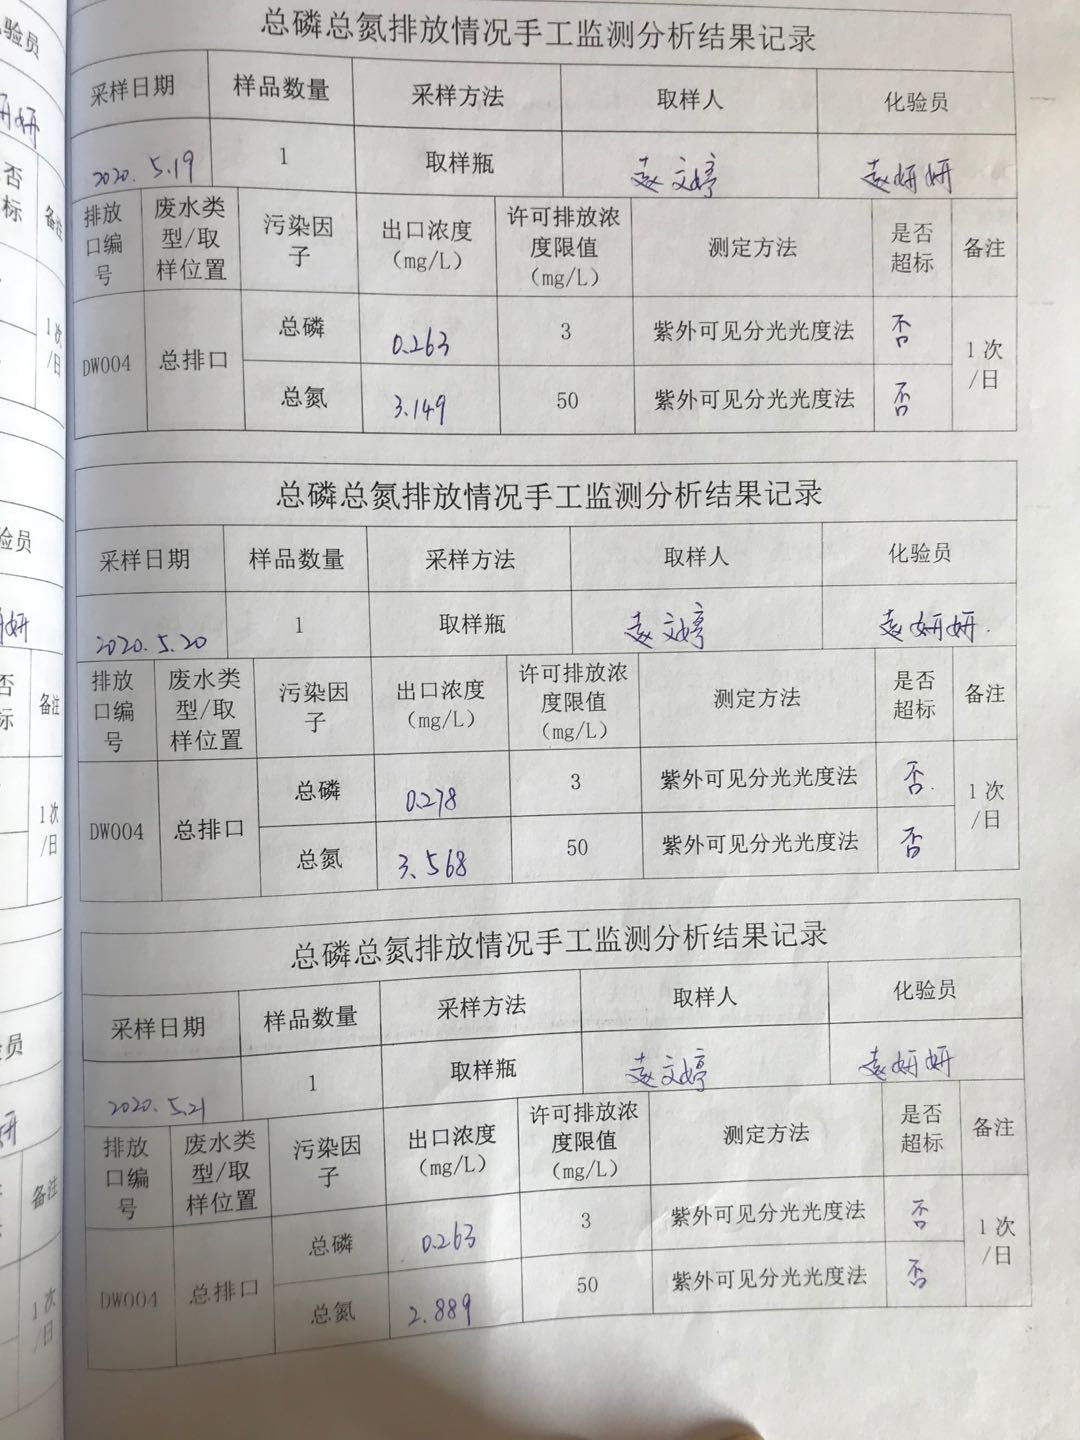 总磷总氮排放情况手工监测分析结果记录
采样日期 样品数量 采样方法 取样人 化验员
2020.5.19 1 取样瓶 袁文婷 袁妍妍
排放口编号 废水类型/取样位置 污染因子 出口浓度(mg/L) 许可排放浓度限值(mg/L) 测定方法 是否超标 备注
DW004 总排口 总磷 0.263 3 紫外可见分光光度法 否 1次/日
总氮 3.149 50 紫外可见分光光度法 否
总磷总氮排放情况手工监测分析结果记录
采样日期 样品数量 采样方法 取样人 化验员
2020.5.20 1 取样瓶 袁文婷 袁妍妍.
排放口编号 废水类型/取样位置 污染因子 出口浓度(mg/L) 许可排放浓度限值(mg/L) 测定方法 是否超标 备注
DW004 总排口 总磷 0.278 3 紫外可见分光光度法 否. 1次/日
总氮 3.568 50 紫外可见分光光度法 否
总磷总氮排放情况手工监测分析结果记录
采样日期 样品数量 采样方法 取样人 化验员
2020.5.21 1 取样瓶 袁文婷 袁妍妍
排放口编号 废水类型/取样位置 污染因子 出口浓度(mg/L) 许可排放浓度限值(mg/L) 测定方法 是否超标 备注
DW004 总排口 总磷 0.263 3 紫外可见分光光度法 否 1次/日
总氮 2.889 50 紫外可见分光光度法 否